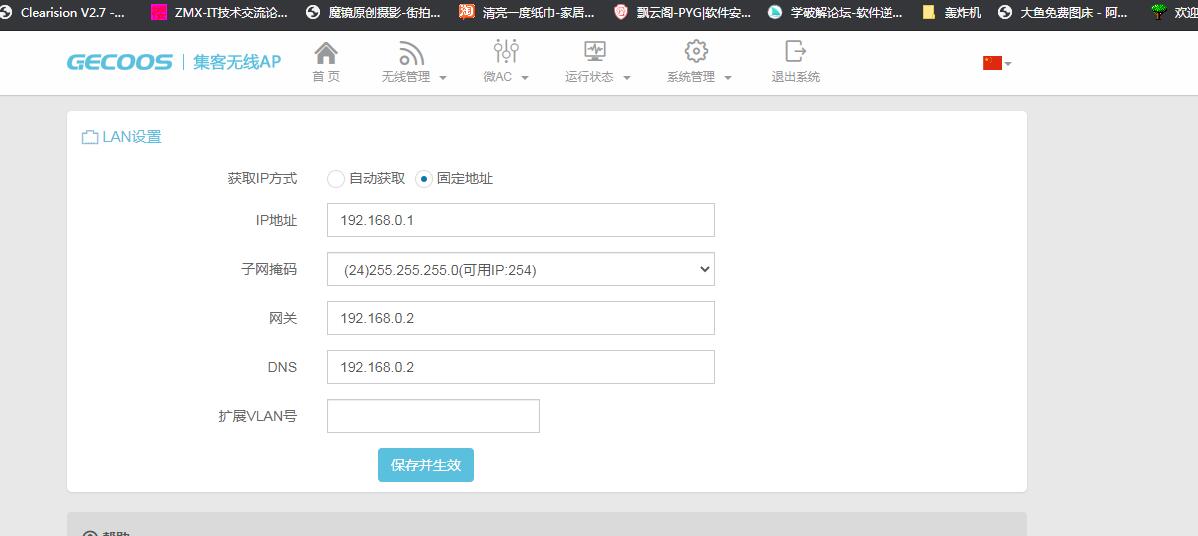 Clearision V2.7 -... ZMX-IT技术交流论... 魔镜原创摄影-街拍... 清亮一度纸巾-家居... 飘云阁-PYG|软件安... 学破解论坛-软件逆... 轰炸机 大鱼免费图床 - 阿... 欢迎
GECOOS | 集客无线AP
首 页 无线管理 微AC 运行状态 系统管理 退出系统
LAN设置
获取IP方式 自动获取 固定地址
IP地址 192.168.0.1
子网掩码 (24)255.255.255.0(可用IP:254)
网关 192.168.0.2
DNS 192.168.0.2
扩展VLAN号
保存并生效
帮助